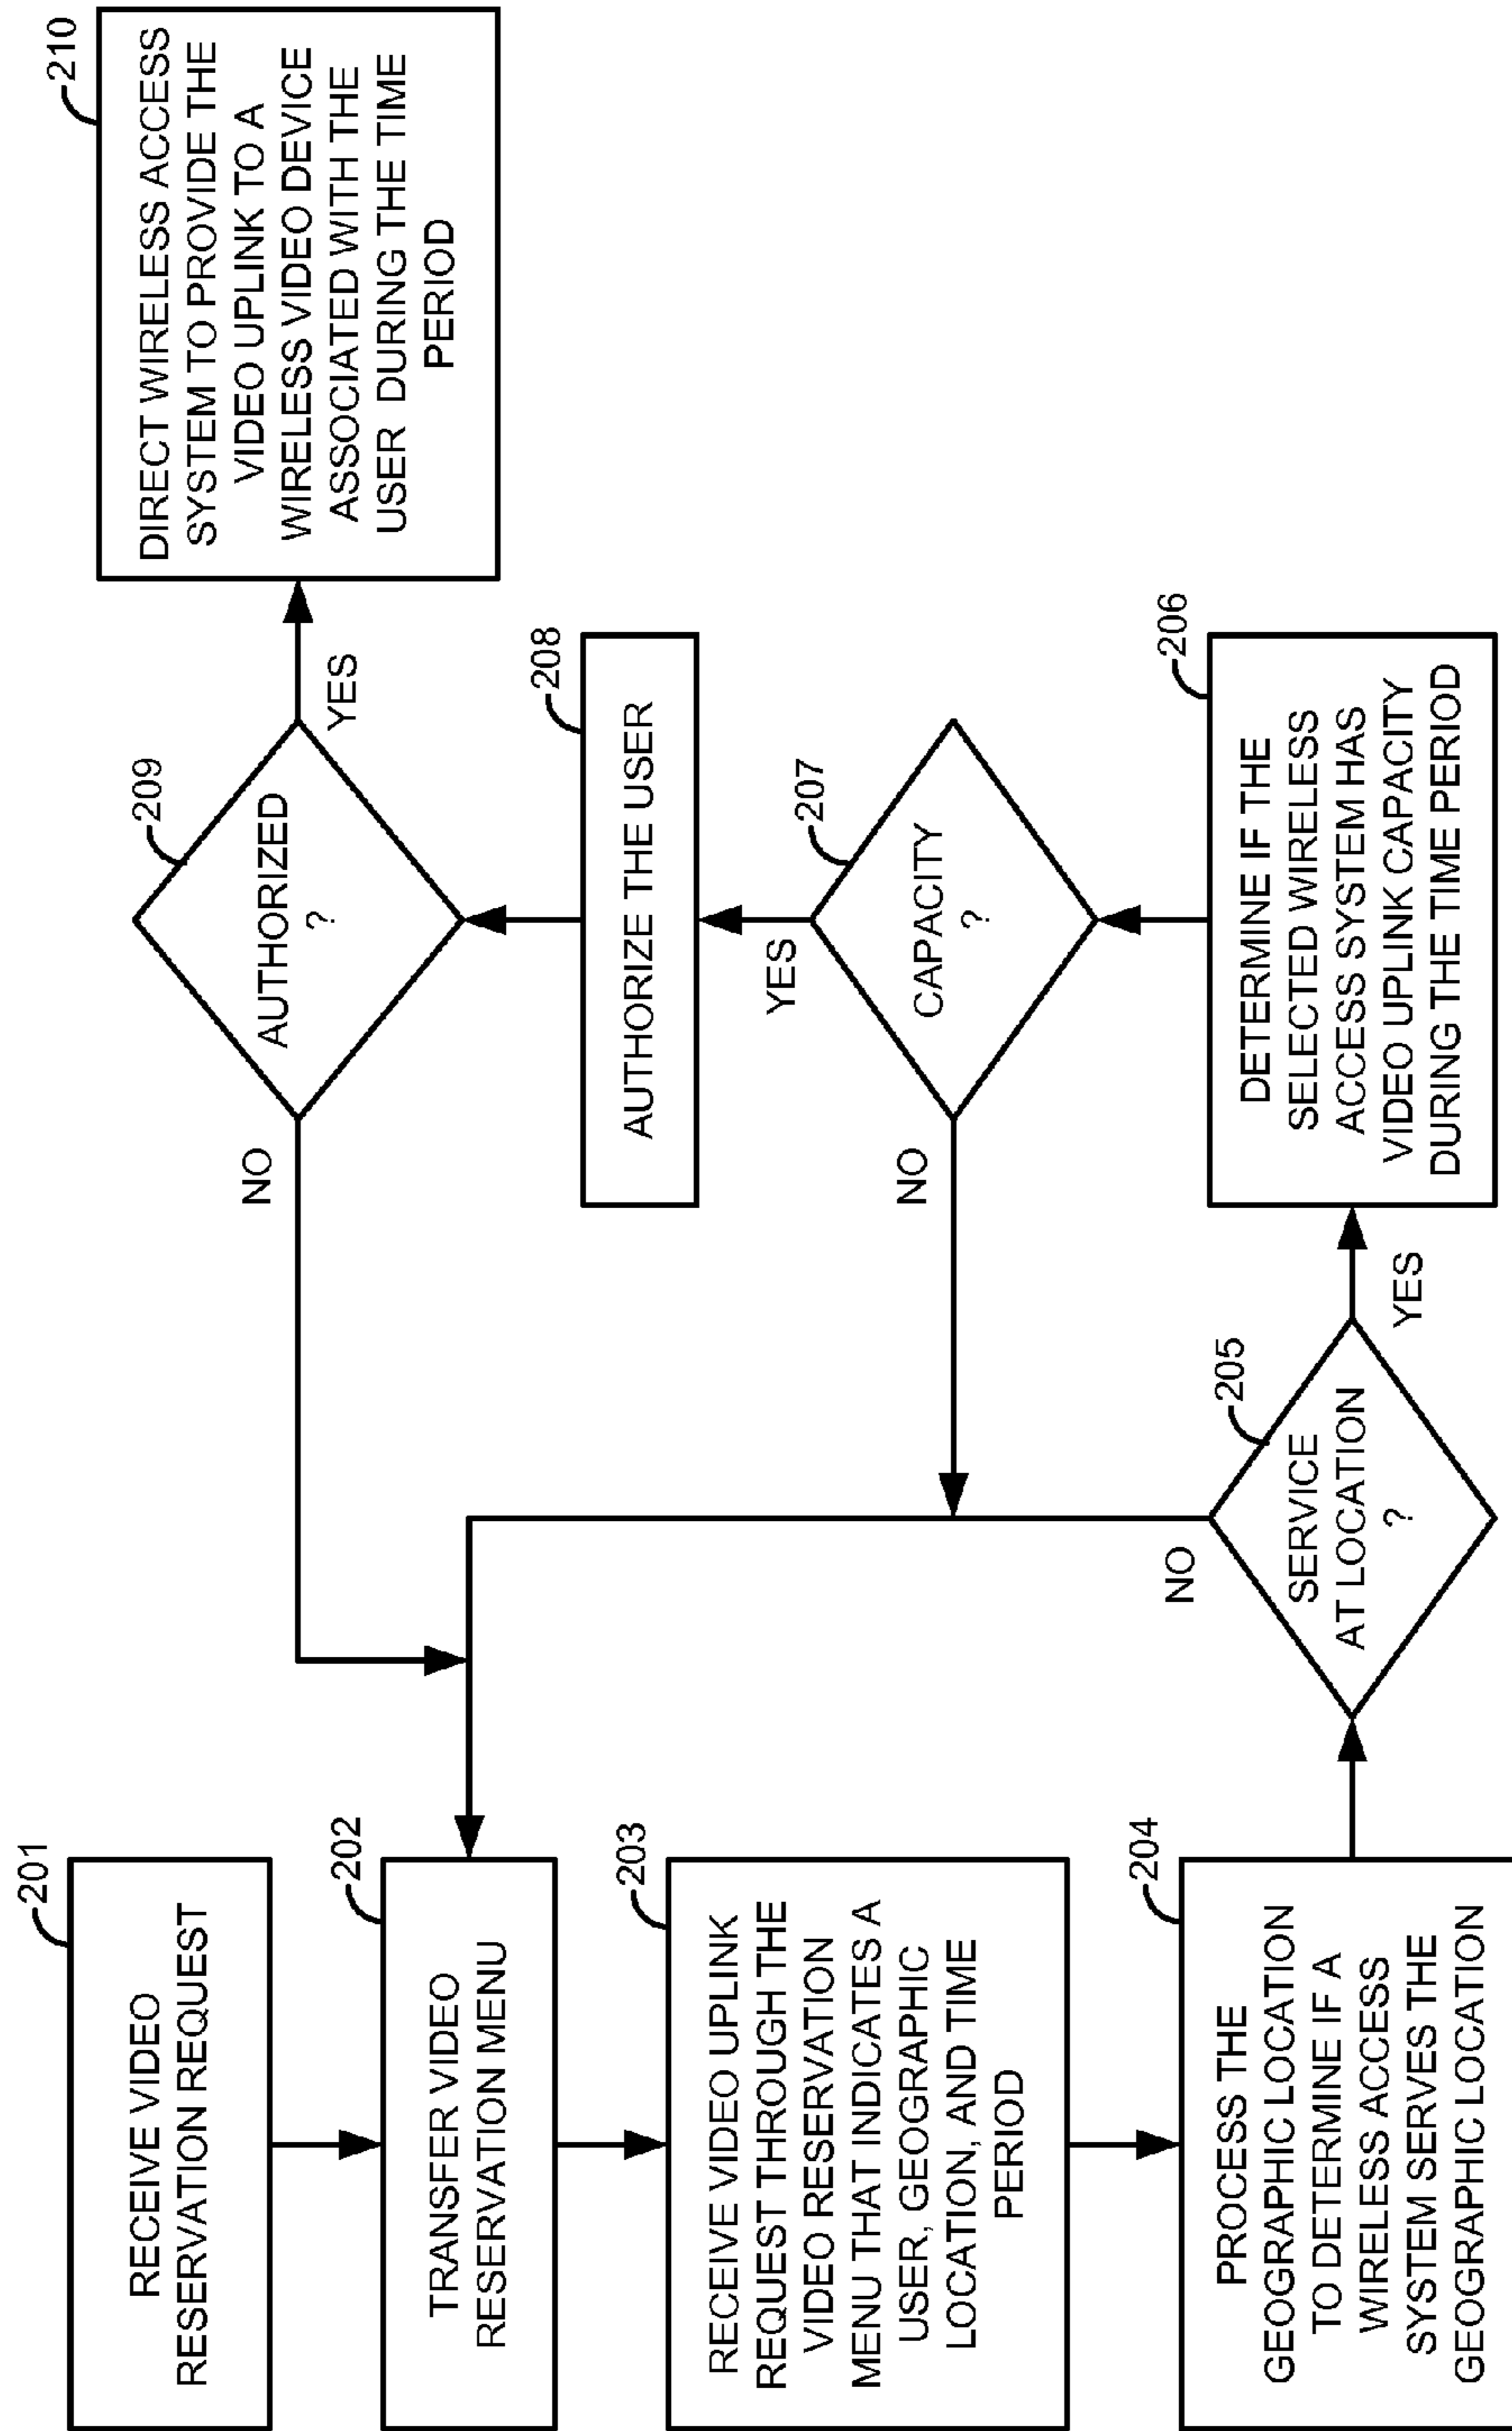 201
RECEIVE VIDEO
RESERVATION REQUEST
202
TRANSFER VIDEO
RESERVATION MENU
203
RECEIVE VIDEO UPLINK
REQUEST THROUGH THE
VIDEO RESERVATION
MENU THAT INDICATES A
USER, GEOGRAPHIC
LOCATION, AND TIME
PERIOD
204
PROCESS THE
GEOGRAPHIC LOCATION
TO DETERMINE IF A
WIRELESS ACCESS
SYSTEM SERVES THE
GEOGRAPHIC LOCATION
205
SERVICE
AT LOCATION
?
NO
YES
206
DETERMINE IF THE
SELECTED WIRELESS
ACCESS SYSTEM HAS
VIDEO UPLINK CAPACITY
DURING THE TIME PERIOD
207
CAPACITY
?
NO
YES
208
AUTHORIZE THE USER
209
AUTHORIZED
?
NO
YES
210
DIRECT WIRELESS ACCESS
SYSTEM TO PROVIDE THE
VIDEO UPLINK TO A
WIRELESS VIDEO DEVICE
ASSOCIATED WITH THE
USER DURING THE TIME
PERIOD